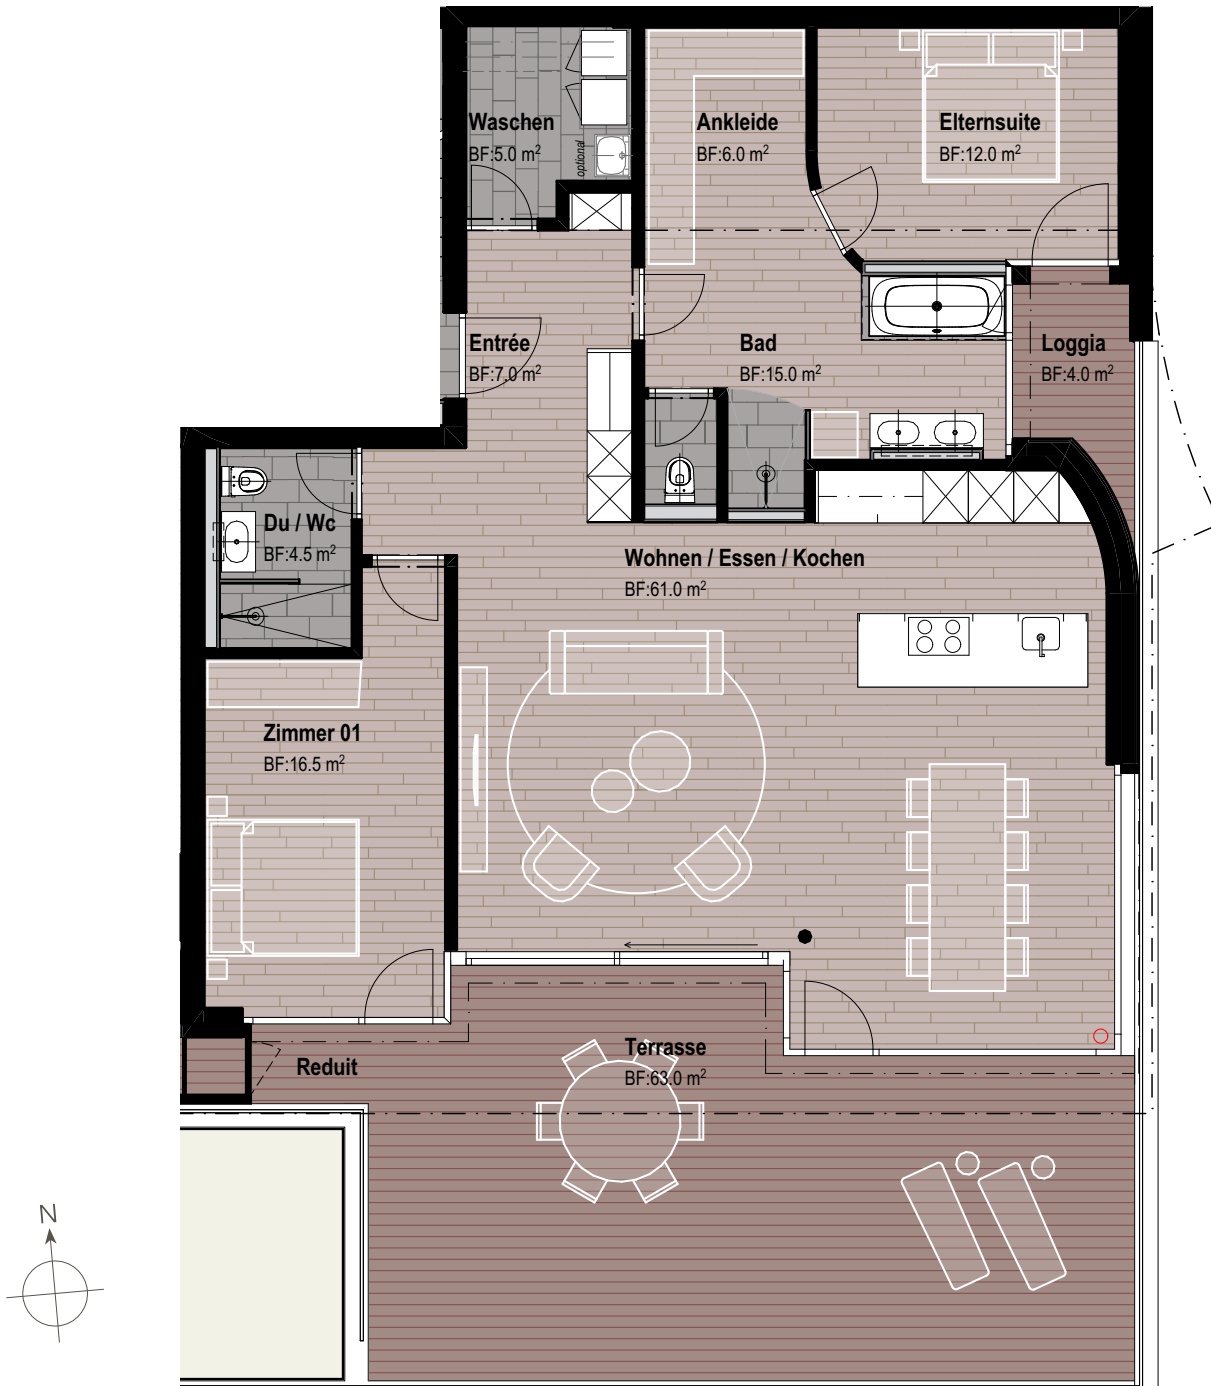 Waschen
BF:5.0 m²
optional
Ankleide
BF:6.0 m²
Elternsuite
BF:12.0 m²
Entrée
BF:7.0 m²
Bad
BF:15.0 m²
Loggia
BF:4.0 m²
Du / Wc
BF:4.5 m²
Wohnen / Essen / Kochen
BF:61.0 m²
Zimmer 01
BF:16.5 m²
Terrasse
BF:63.0 m²
Reduit
N